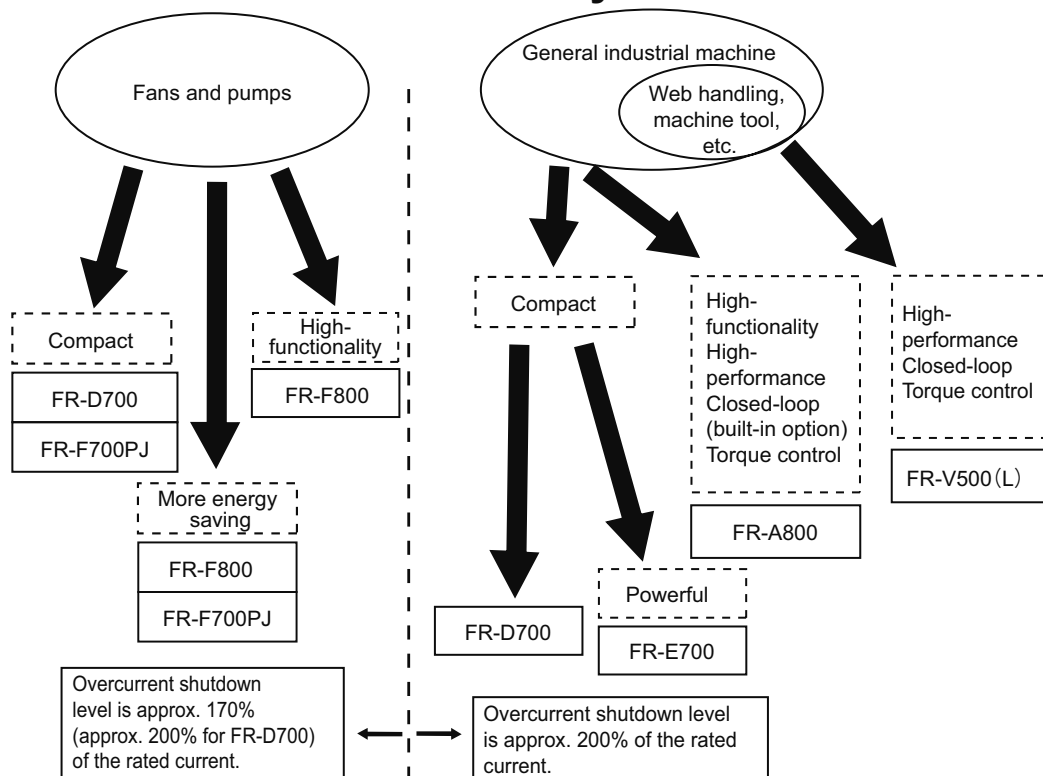 Fans and pumps
Compact
FR-D700
FR-F700PJ
More energy
saving
FR-F800
FR-F700PJ
High-
functionality
FR-F800
Overcurrent shutdown
level is approx. 170%
(approx. 200% for FR-D700)
of the rated current.
General industrial machine
Web handling,
machine tool,
etc.
Compact
FR-D700
Powerful
FR-E700
High-
functionality
High-
performance
Closed-loop
(built-in option)
Torque control
FR-A800
High-
performance
Closed-loop
Torque control
FR-V500(L)
Overcurrent shutdown level
is approx. 200% of the rated
current.